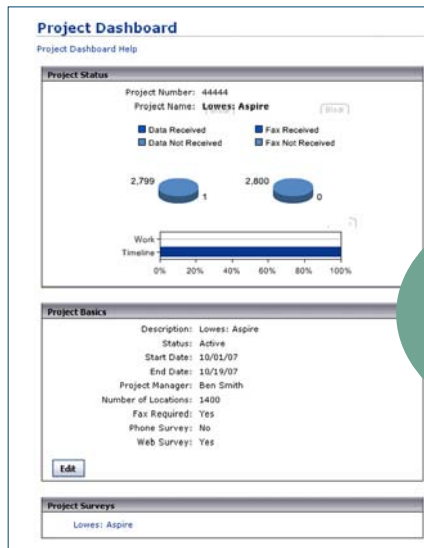 Project Dashboard
Project Dashboard Help
Project Status
Project Number: 44444
Project Name: Lowes: Aspire
Data Received Fax Received
Data Not Received Fax Not Received
2,799 1 2,800 0
Work
Timeline
0% 20% 40% 60% 80% 100%
Project Basics
Description: Lowes: Aspire
Status: Active
Start Date: 10/01/07
End Date: 10/19/07
Project Manager: Ben Smith
Number of Locations: 1400
Fax Required: Yes
Phone Survey: No
Web Survey: Yes
Edit
Project Surveys
Lowes: Aspire